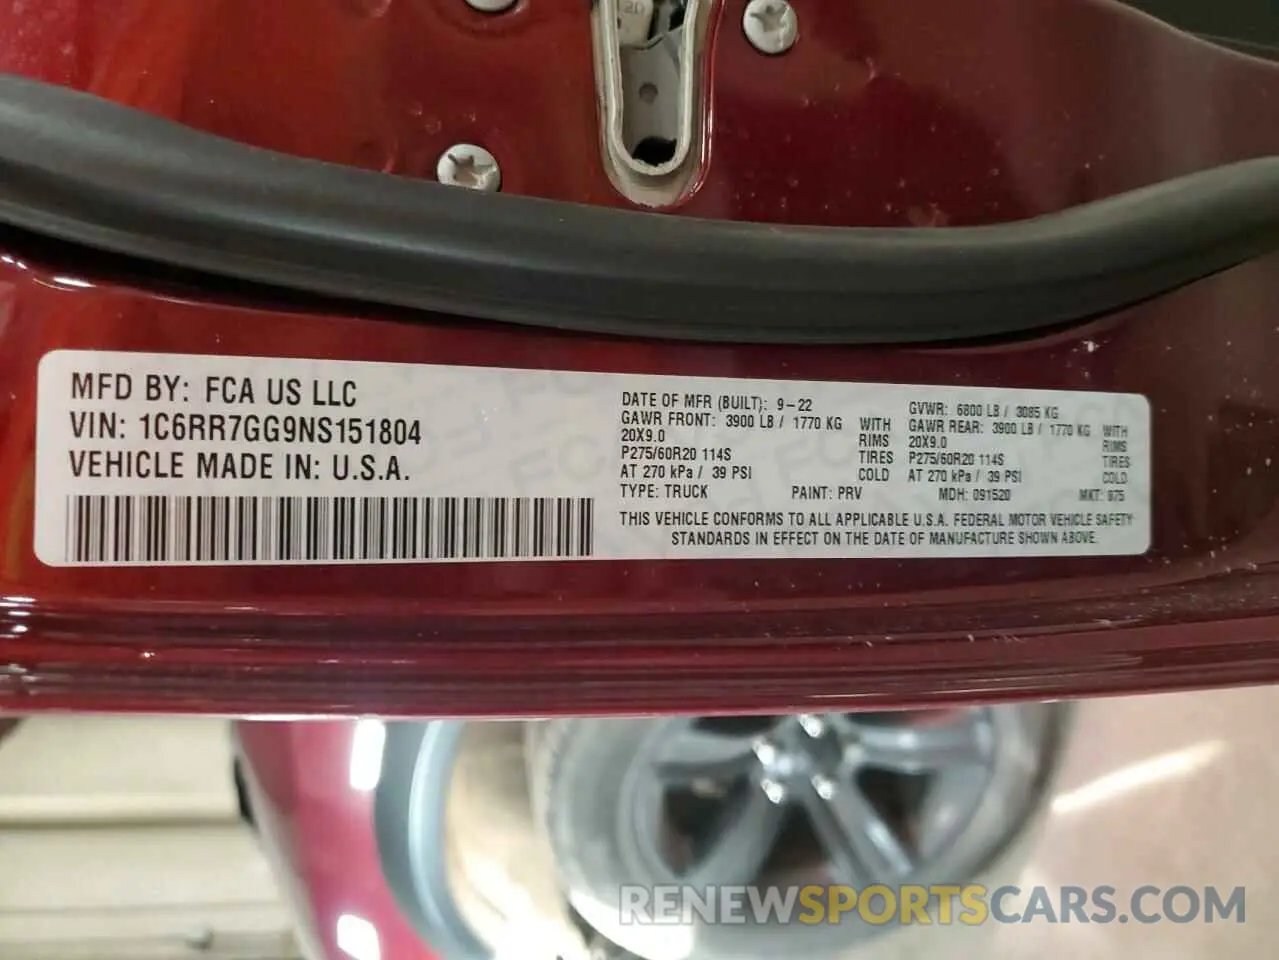 MFD BY: FCA US LLC
VIN: 1C6RR7GG9NS151804
VEHICLE MADE IN: U.S.A.
DATE OF MFR (BUILT): 9-22 GVWR: 6800 LB / 3085 KG
GAWR FRONT: 3900 LB / 1770 KG WITH GAWR REAR: 3900 LB / 1770 KG WITH
20X9.0 RIMS 20X9.0 RIMS
P275/60R20 114S TIRES P275/60R20 114S TIRES
AT 270 kPa / 39 PSI COLD AT 270 kPa / 39 PSI COLD
TYPE: TRUCK PAINT: PRV MDH: 091520 MKT: 875
THIS VEHICLE CONFORMS TO ALL APPLICABLE U.S.A. FEDERAL MOTOR VEHICLE SAFETY
STANDARDS IN EFFECT ON THE DATE OF MANUFACTURE SHOWN ABOVE.
RENEWSPORTSCARS.COM